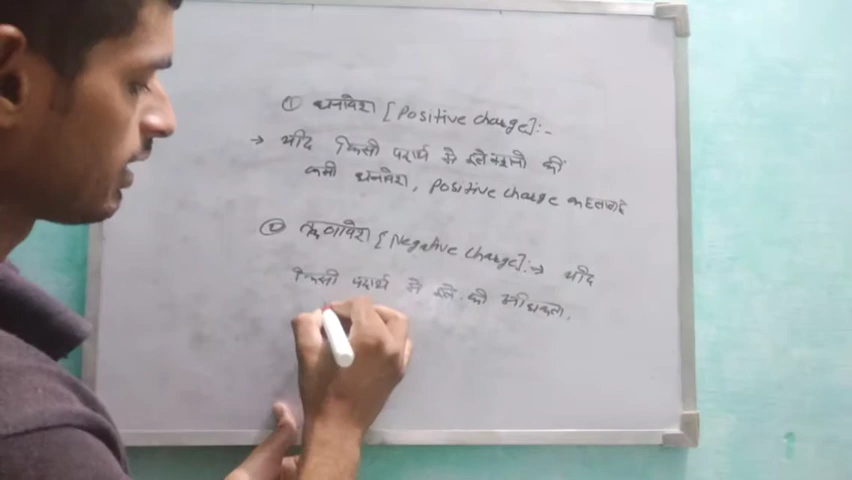 ① धनावेश [Positive charge]:-
→ यदि किसी पदार्थ मे इलेक्ट्रानो की
कमी धनावेश, Positive charge कहलाता है
② ऋणावेश [Negative charge]:→ यदि
किसी पदार्थ मे इले. की अधिकता,